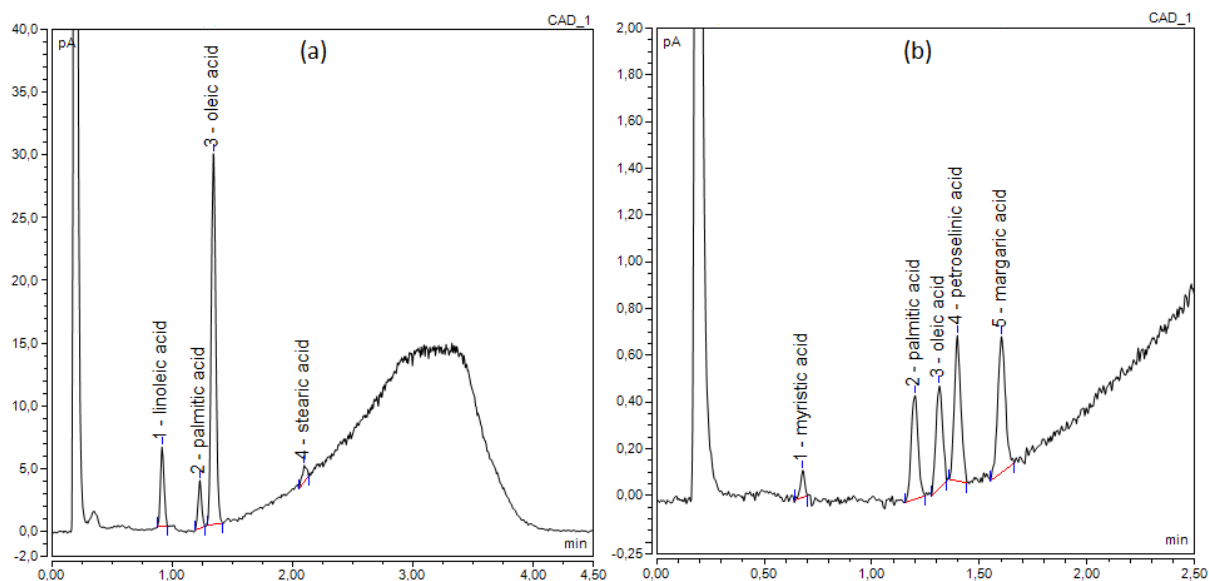 CAD_1
40,0
pA
(a)
35,0
30,0
25,0
20,0
15,0
10,0
5,0
0,0
-2,0
1 - linoleic acid
2 - palmitic acid
3 - oleic acid
4 - stearic acid
min
0,00
1,00
2,00
3,00
4,50
CAD_1
2,00
pA
(b)
1,80
1,60
1,40
1,20
1,00
0,80
0,60
0,40
0,20
0,00
-0,25
1 - myristic acid
2 - palmitic acid
3 - oleic acid
4 - petroselinic acid
5 - margaric acid
min
0,00
0,50
1,00
1,50
2,00
2,50